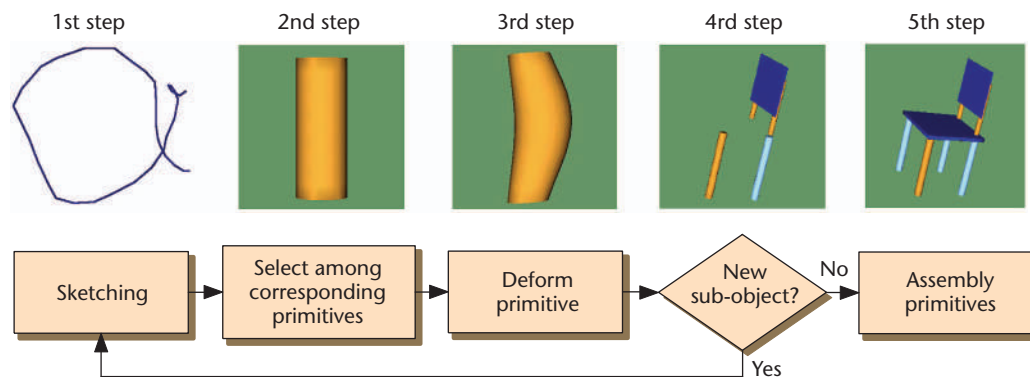 1st step
2nd step
3rd step
4rd step
5th step
Sketching
Select among
corresponding
primitives
Deform
primitive
New
sub-object?
No
Assembly
primitives
Yes